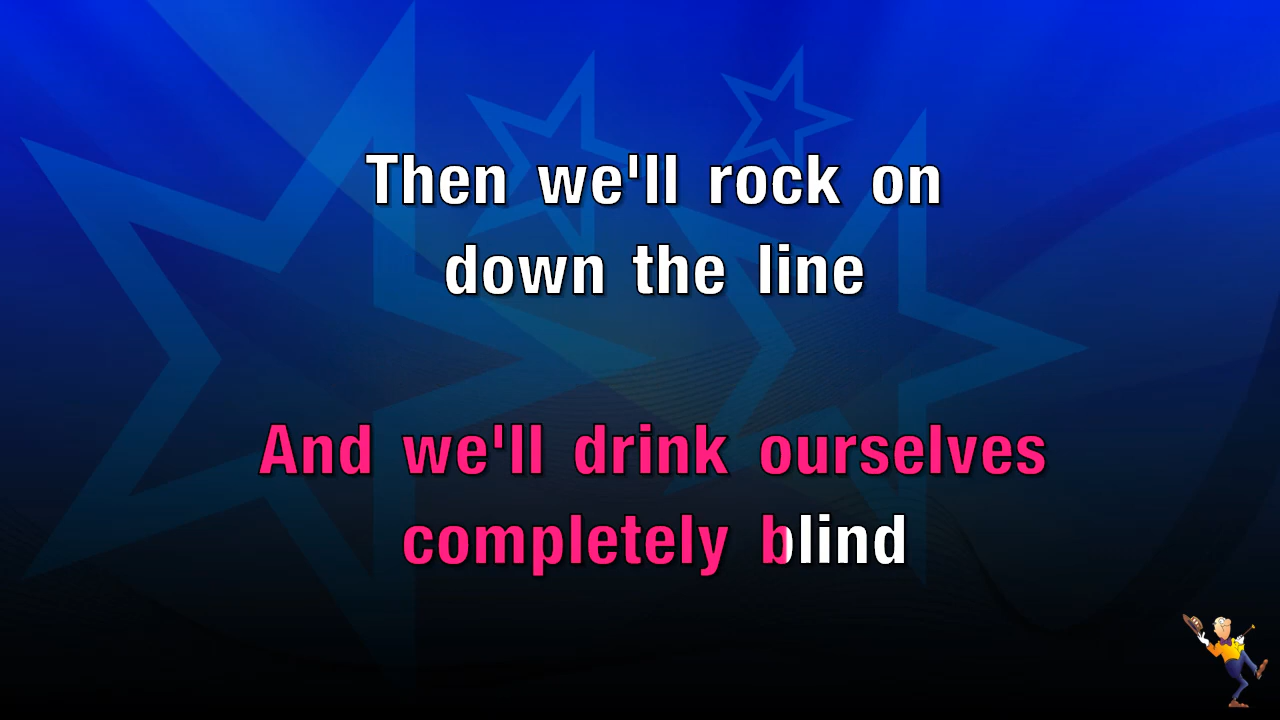 Then we'll rock on
down the line
And we'll drink ourselves
completely blind